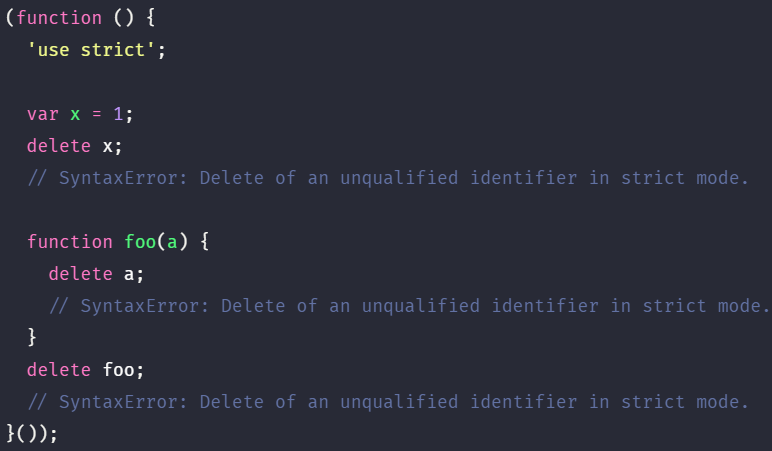 (function () {
  'use strict';

  var x = 1;
  delete x;
  // SyntaxError: Delete of an unqualified identifier in strict mode.

  function foo(a) {
    delete a;
    // SyntaxError: Delete of an unqualified identifier in strict mode.
  }
  delete foo;
  // SyntaxError: Delete of an unqualified identifier in strict mode.
}());